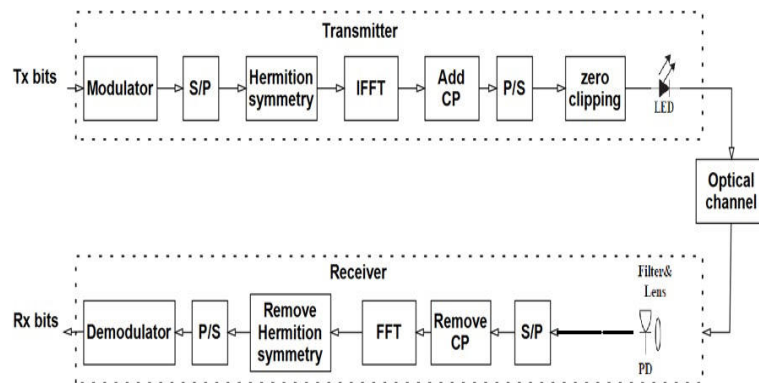 Transmitter
Tx bits
Modulator
S/P
Hermition
symmetry
IFFT
Add
CP
P/S
zero
clipping
LED
Optical
channel
Receiver
Filter&
Lens
Rx bits
Demodulator
P/S
Remove
Hermition
symmetry
FFT
Remove
CP
S/P
PD